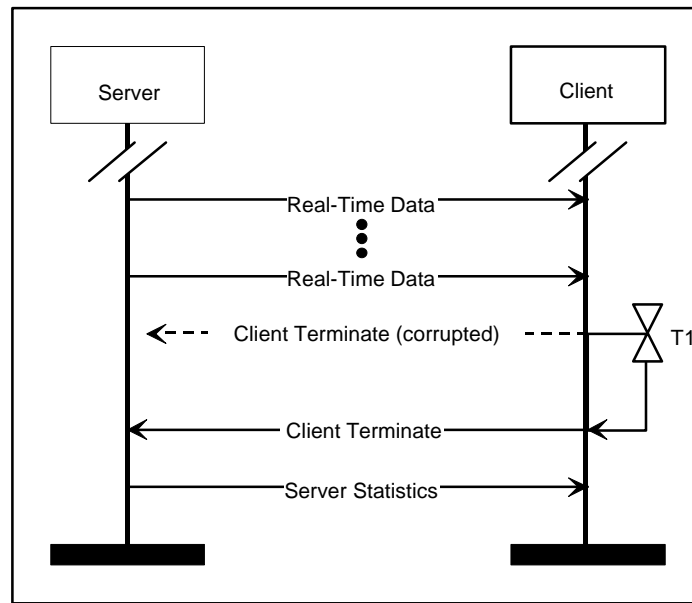 Server
Client
Real-Time Data
Real-Time Data
Client Terminate (corrupted)
T1
Client Terminate
Server Statistics